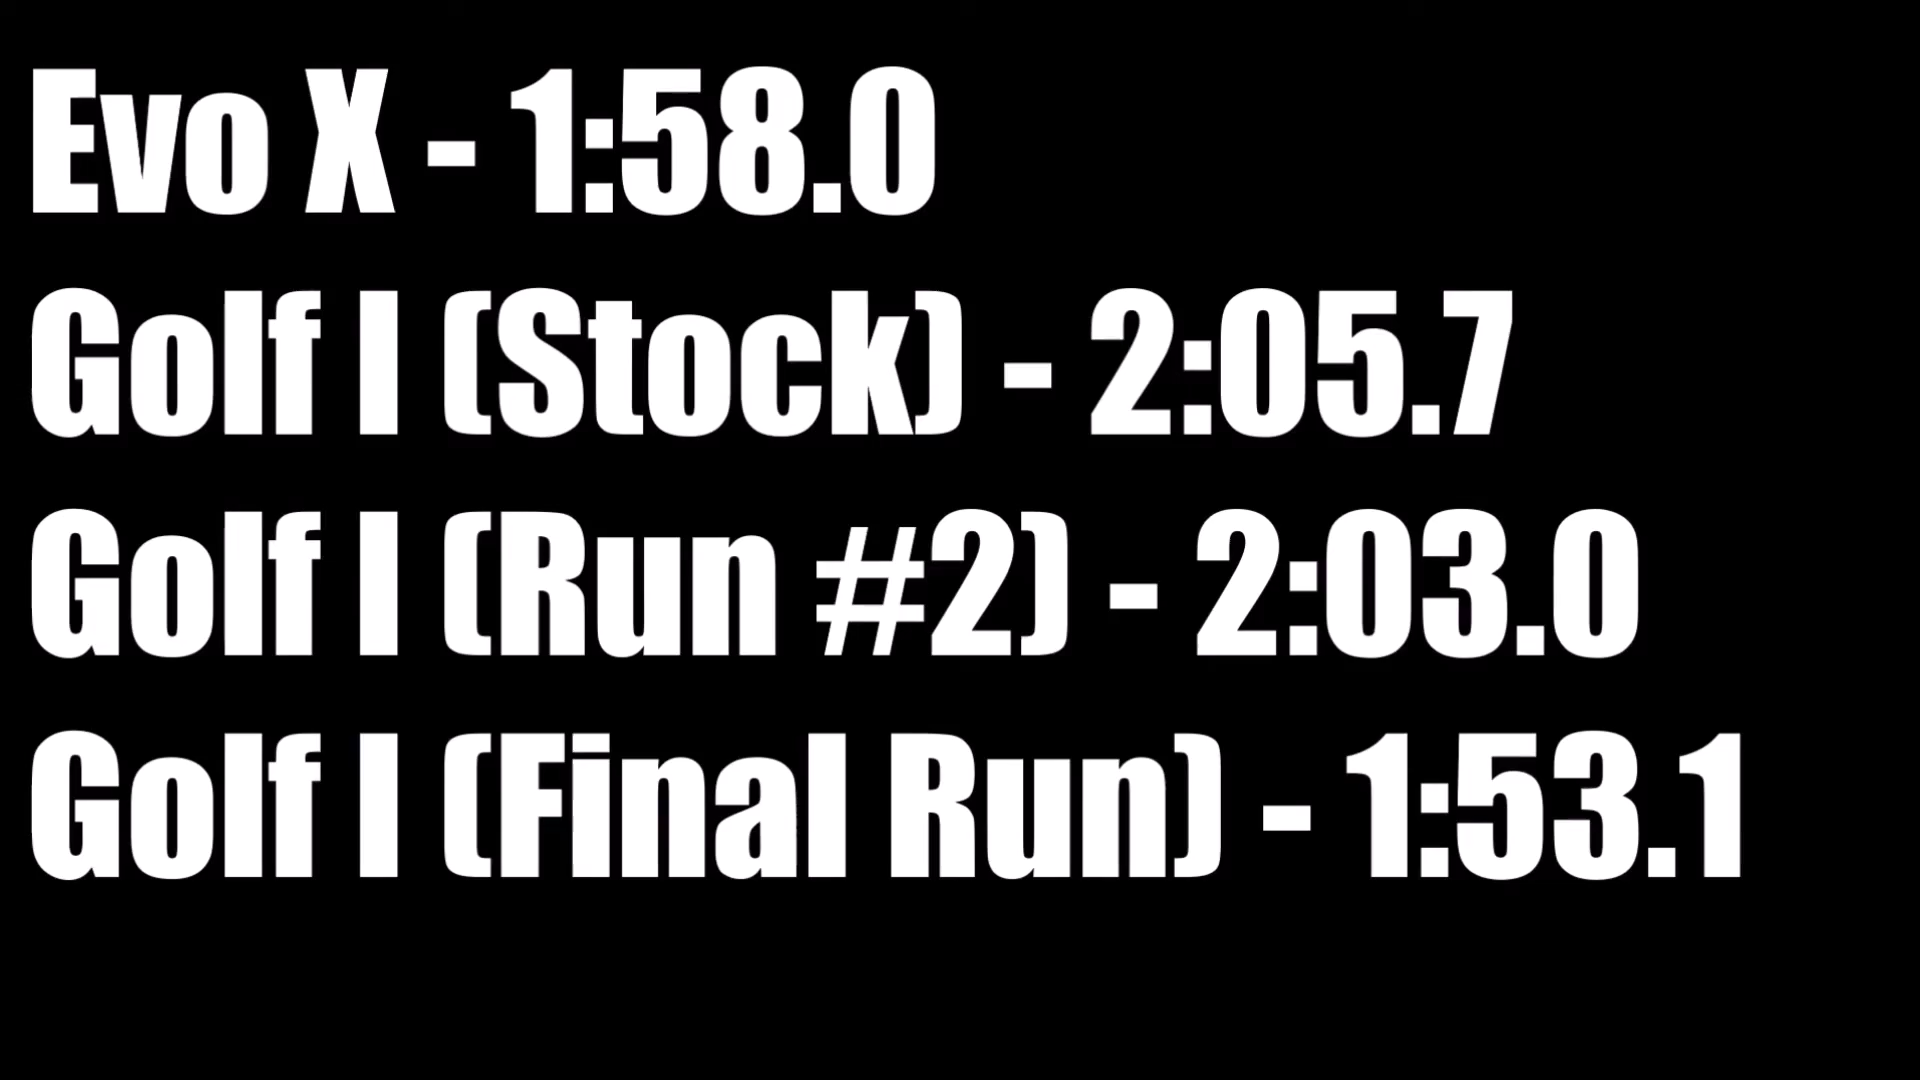 Evo X - 1:58.0
Golf I (Stock) - 2:05.7
Golf I (Run #2) - 2:03.0
Golf I (Final Run) - 1:53.1